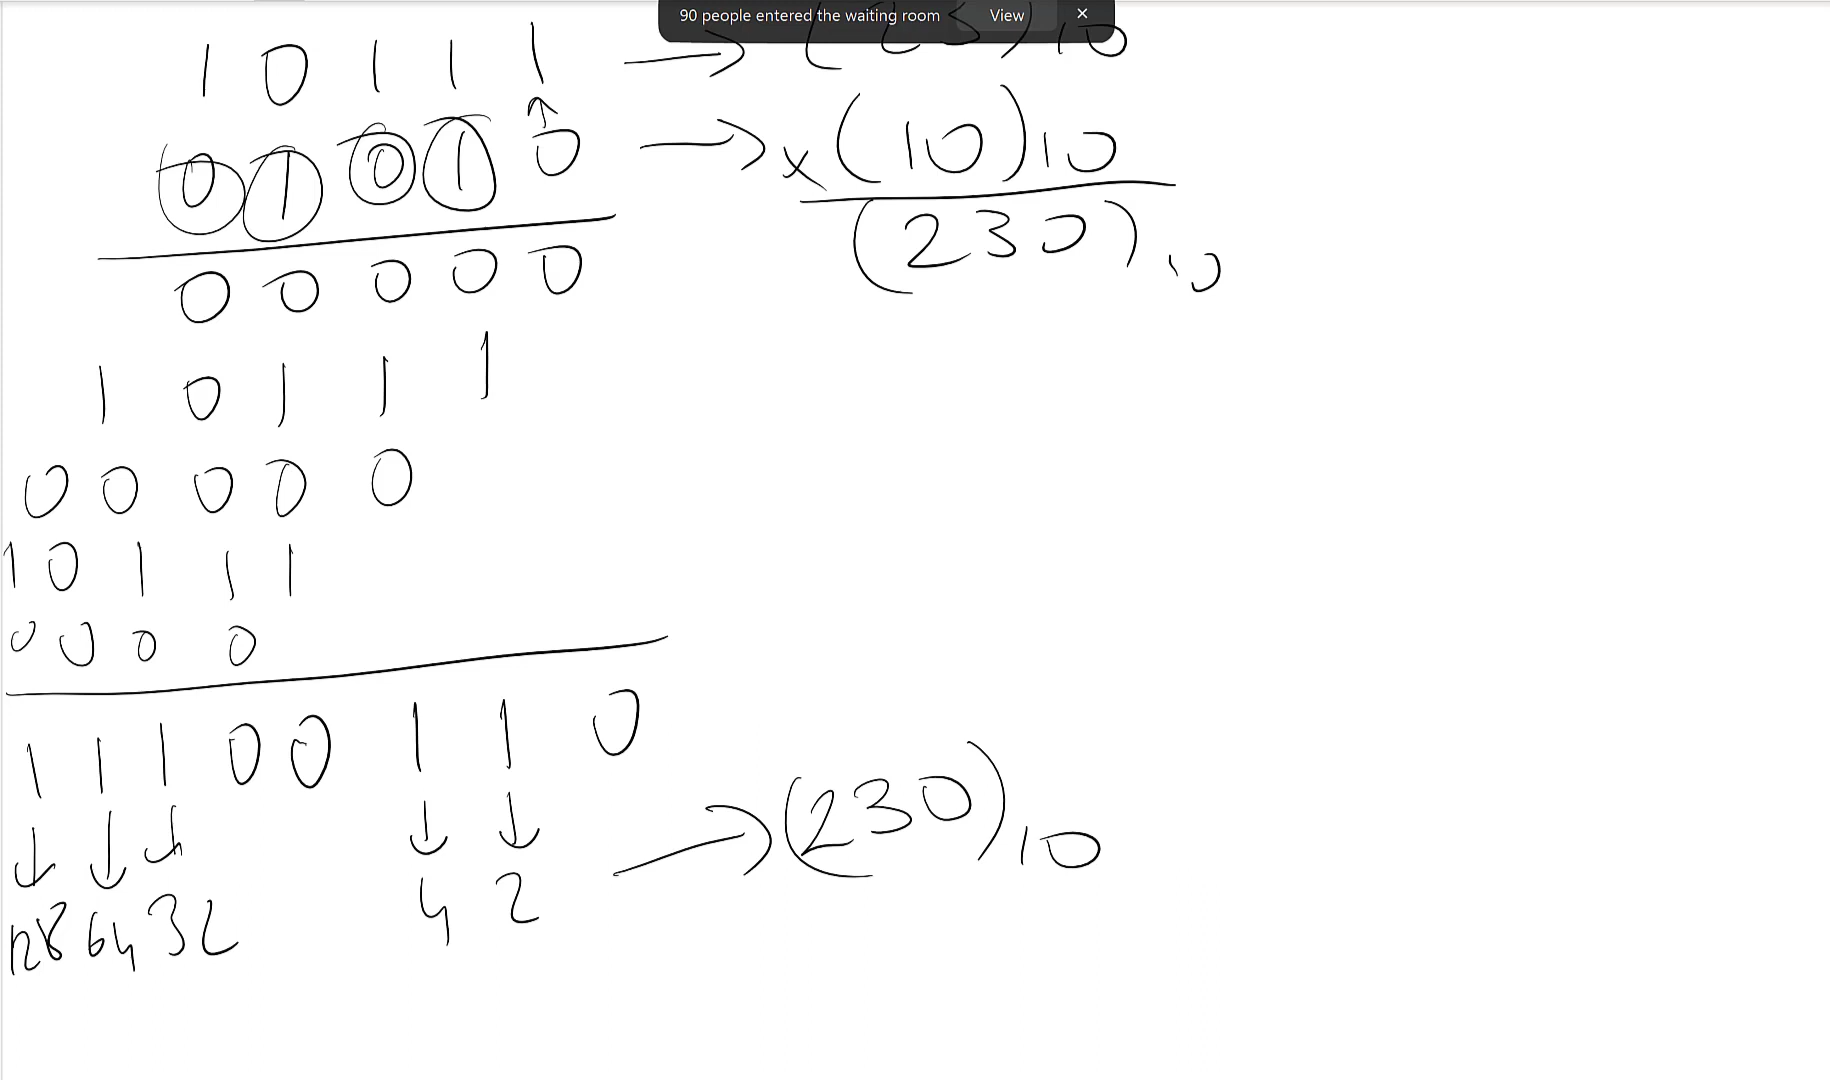 90 people entered the waiting room View ×
1 0 1 1 1 → (23)10
0 1 0 1 0 → × (10)10
0 0 0 0 0 (230)10
1 0 1 1 1
0 0 0 0 0
1 0 1 1 1
0 0 0 0
1 1 1 0 0 1 1 0
128 64 32 4 2 → (230)10